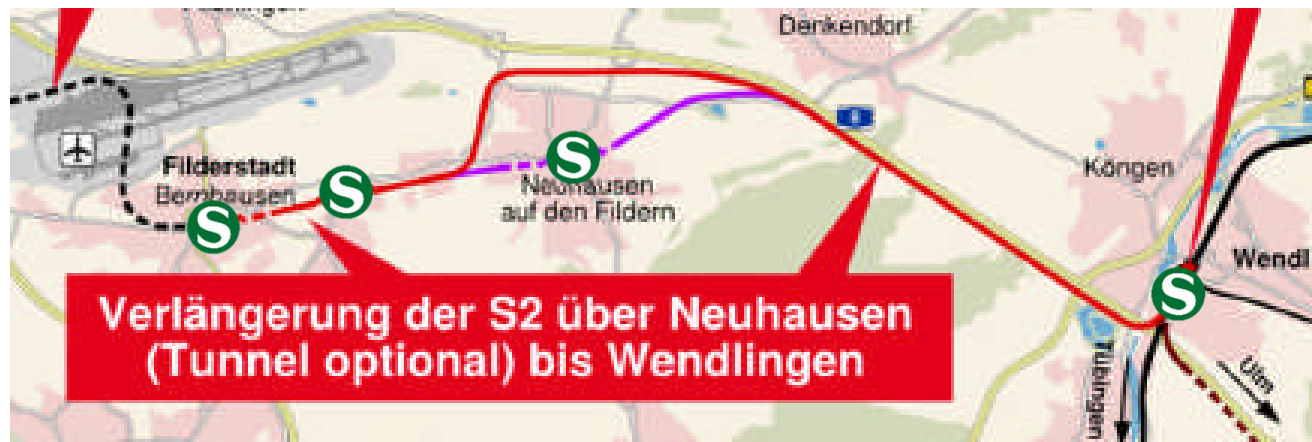 Denkendorf
Filderstadt
Bernhausen
S
S
S
Neuhausen
auf den Fildern
8
Köngen
Wendl
S
Verlängerung der S2 über Neuhausen
(Tunnel optional) bis Wendlingen
Tübingen
Ulm